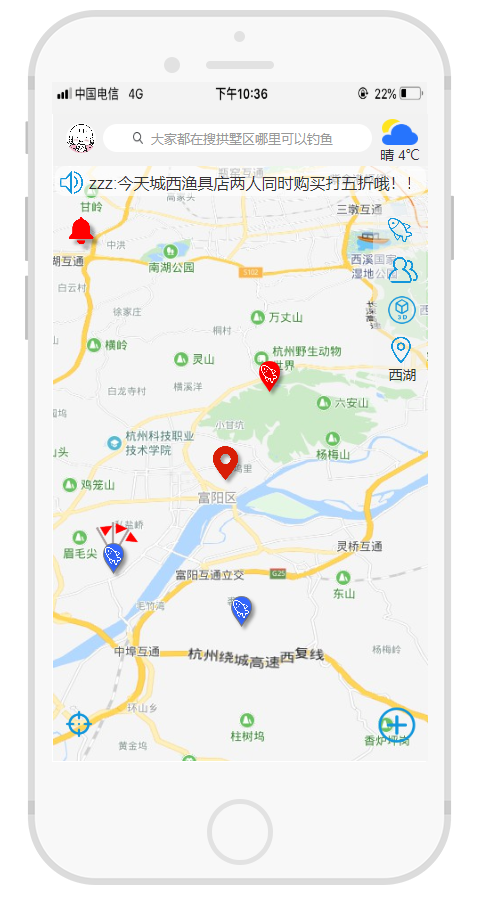 中国电信 4G 下午10:36 22%
大家都在搜拱墅区哪里可以钓鱼
晴 4℃
zzz:今天城西渔具店两人同时购买打五折哦！！
甘岭
高家头
三墩互通
中洪
湖互通
南湖公园
西溪国家
湿地公园
S102
白云村
徐家庄
万丈山
桐村
横岭
灵山
杭州野生动物
世界
3D
西湖
白龙寺村
横溪洋
六安山
小甘坑
杭州科技职业
技术学院
杨梅山
鸡笼山
富阳区
眉毛尖
灵桥互通
富阳互通立交
G25
东山
毛竹湾
中埠互通
杭州绕城高速西复线
杨梅岭
环山乡
柱树坞
香炉坪岗
黄金坞